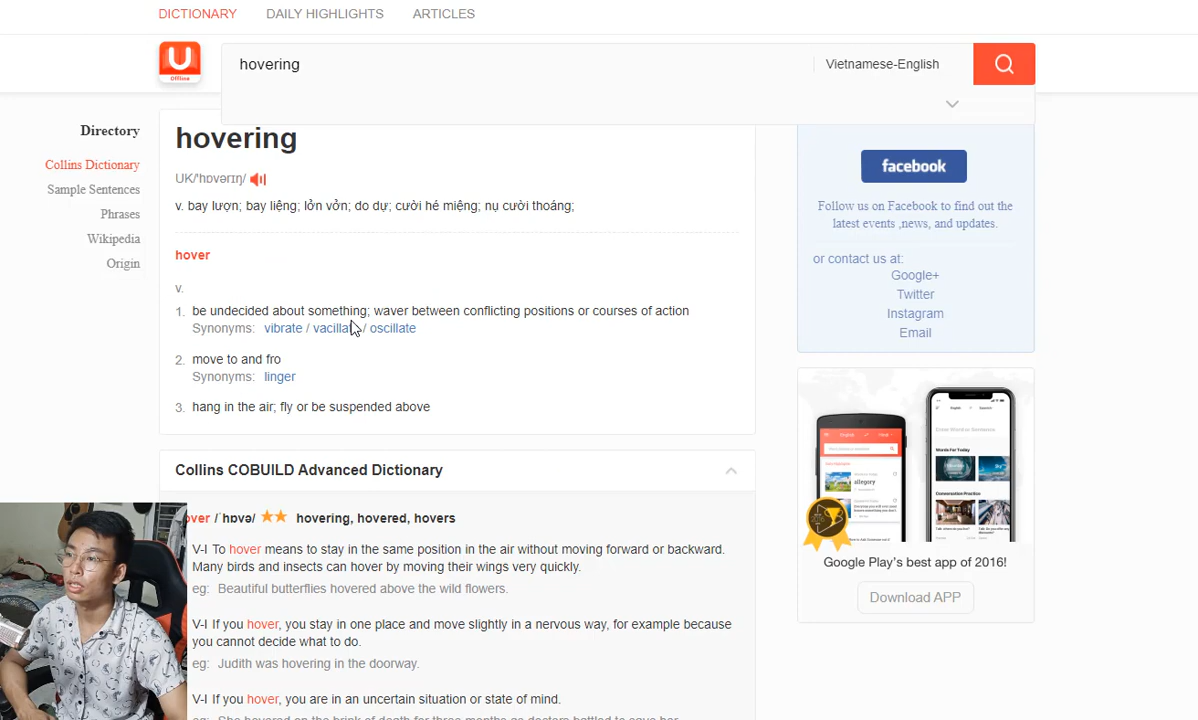 DICTIONARY DAILY HIGHLIGHTS ARTICLES
U
Offline
hovering
Vietnamese-English
Directory
Collins Dictionary
Sample Sentences
Phrases
Wikipedia
Origin
hovering
UK/'hɒvərɪŋ/
v. bay lượn; bay liệng; lởn vởn; do dự; cười hé miệng; nụ cười thoáng;
hover
v.
1. be undecided about something; waver between conflicting positions or courses of action
Synonyms: vibrate / / oscillate
2. move to and fro
Synonyms: linger
3. hang in the air; fly or be suspended above
Collins COBUILD Advanced Dictionary
/ˈhɒvə/ hovering, hovered, hovers
V-I To hover means to stay in the same position in the air without moving forward or backward.
Many birds and insects can hover by moving their wings very quickly.
eg: Beautiful butterflies hovered above the wild flowers.
V-I If you hover, you stay in one place and move slightly in a nervous way, for example because
you cannot decide what to do.
eg: Judith was hovering in the doorway.
V-I If you hover, you are in an uncertain situation or state of mind.
facebook
Follow us on Facebook to find out the
latest events ,news, and updates.
or contact us at:
Google+
Twitter
Instagram
Email
allegory
Words For Today
Conversation Practice
Google Play's best app of 2016!
Download APP